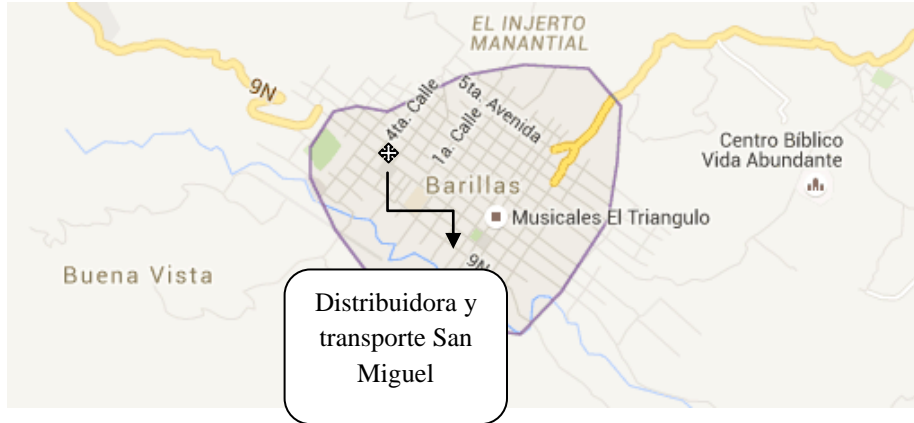 EL INJERTO
MANANTIAL
9N
4ta. Calle
5ta. Avenida
1a. Calle
Centro Bíblico
Vida Abundante
Barillas
Musicales El Triangulo
Buena Vista
9N
Distribuidora y
transporte San
Miguel